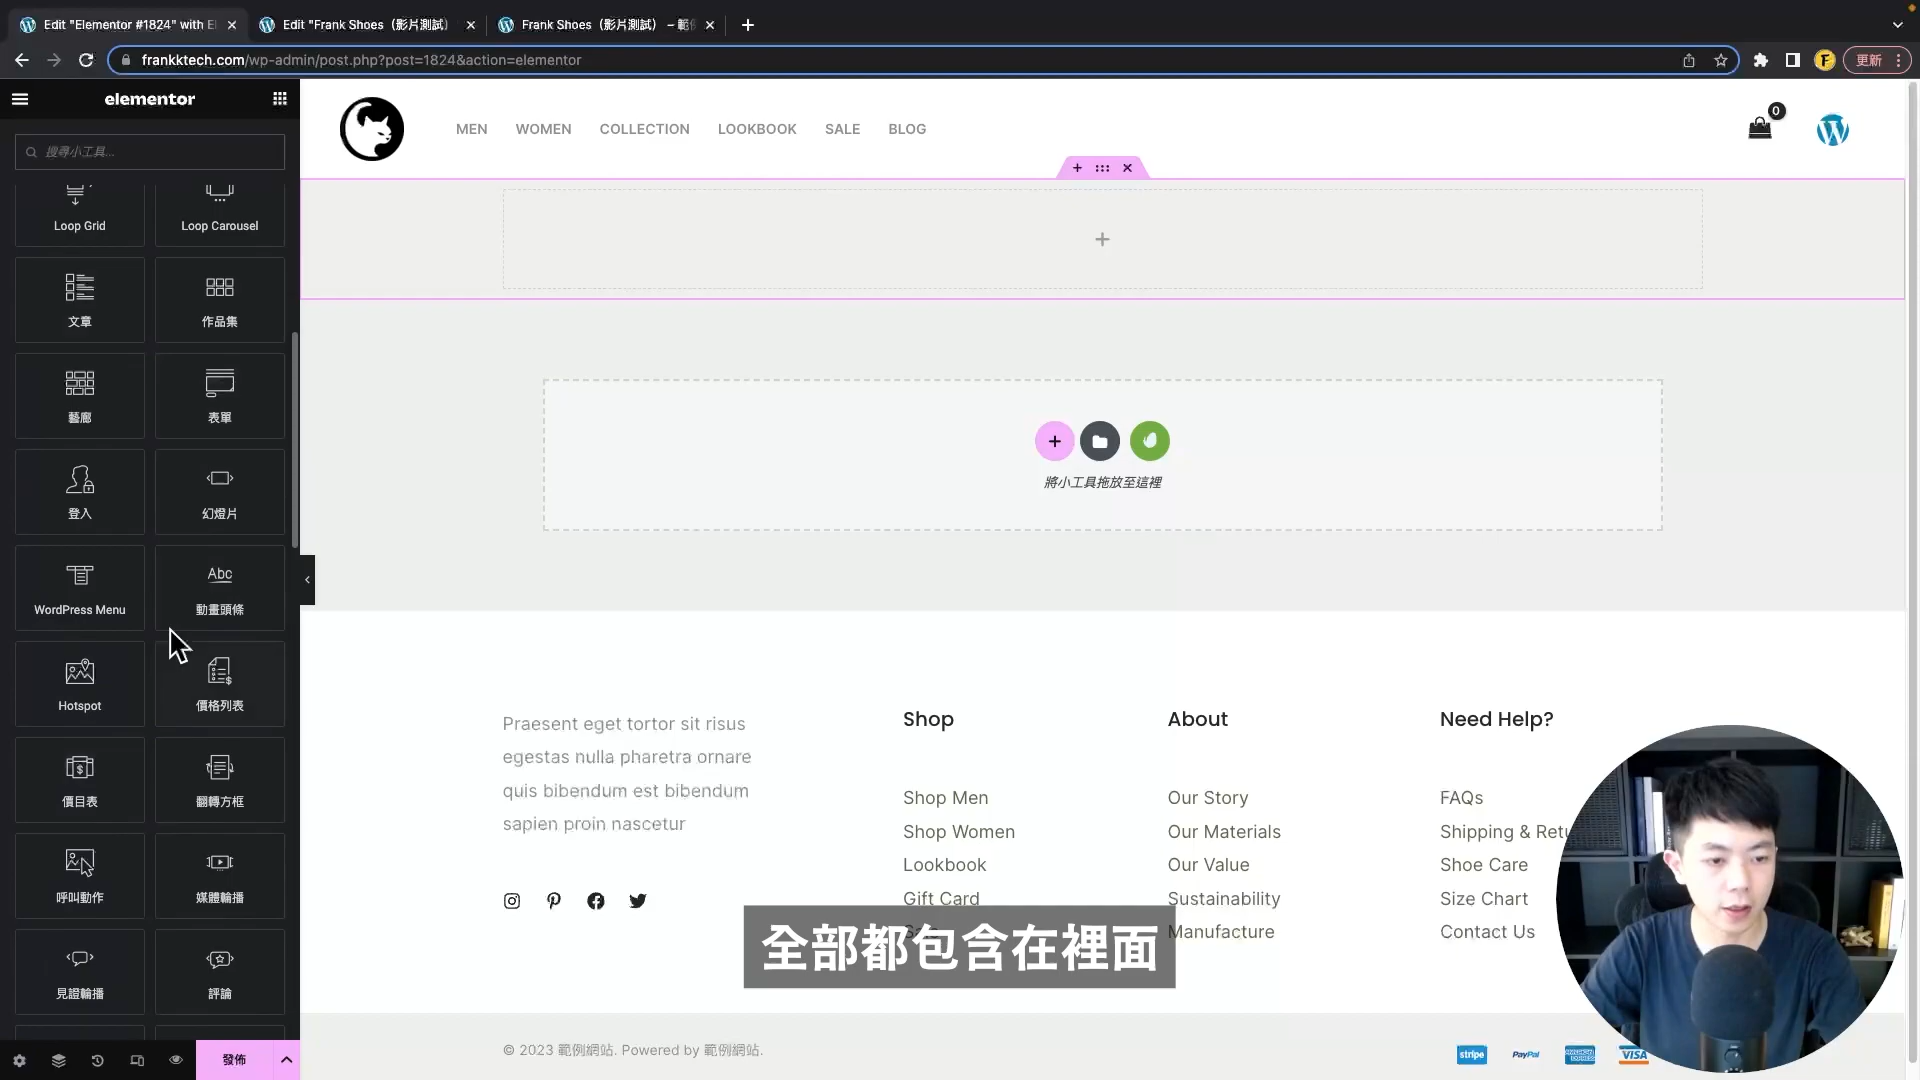 Edit "Elementor #1824" with El
Edit "Frank Shoes（影片測試）
Frank Shoes（影片測試） – 範例
frankktech.com/wp-admin/post.php?post=1824&action=elementor
更新
elementor
搜尋小工具...
Loop Grid
Loop Carousel
文章
作品集
藝廊
表單
登入
幻燈片
WordPress Menu
Abc
動畫頭條
Hotspot
價格列表
價目表
翻轉方框
呼叫動作
媒體輪播
見證輪播
評論
發佈
MEN
WOMEN
COLLECTION
LOOKBOOK
SALE
BLOG
0
將小工具拖放至這裡
Praesent eget tortor sit risus
egestas nulla pharetra ornare
quis bibendum est bibendum
sapien proin nascetur
Shop
Shop Men
Shop Women
Lookbook
Gift Card
About
Our Story
Our Materials
Our Value
Sustainability
Manufacture
Need Help?
FAQs
Shipping & Retu
Shoe Care
Size Chart
Contact Us
全部都包含在裡面
© 2023 範例網站. Powered by 範例網站.
stripe
PayPal
AMERICAN EXPRESS
VISA